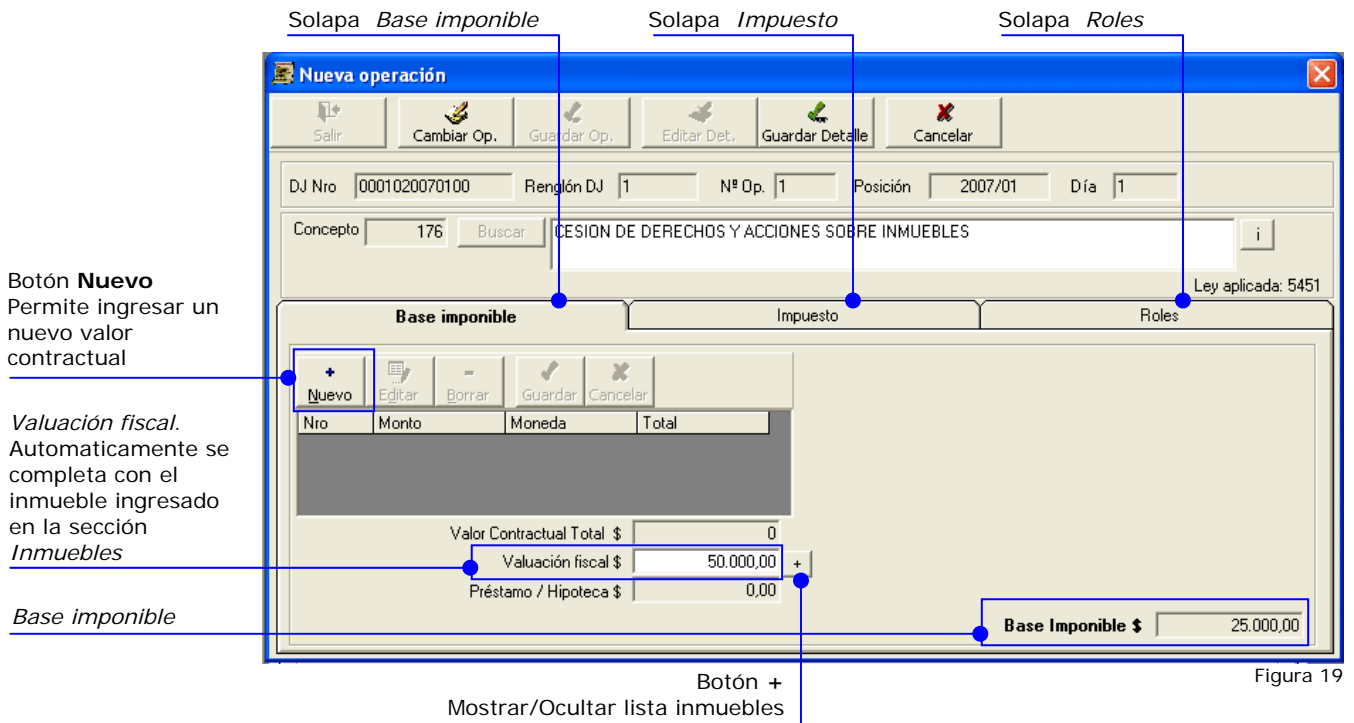 Solapa Base imponible
Solapa Impuesto
Solapa Roles
Nueva operación
Salir
Cambiar Op.
Guardar Op.
Editar Det.
Guardar Detalle
Cancelar
DJ Nro 0001020070100 Renglón DJ 1 Nº Op. 1 Posición 2007/01 Día 1
Concepto 176 Buscar CESION DE DERECHOS Y ACCIONES SOBRE INMUEBLES i
Ley aplicada: 5451
Base imponible
Impuesto
Roles
Botón Nuevo
Permite ingresar un
nuevo valor
contractual
+ Nuevo
Editar
- Borrar
Guardar
Cancelar
Nro Monto Moneda Total
Valuación fiscal.
Automaticamente se
completa con el
inmueble ingresado
en la sección
Inmuebles
Valor Contractual Total $ 0
Valuación fiscal $ 50.000,00 +
Préstamo / Hipoteca $ 0,00
Base imponible
Base Imponible $ 25.000,00
Figura 19
Botón +
Mostrar/Ocultar lista inmuebles